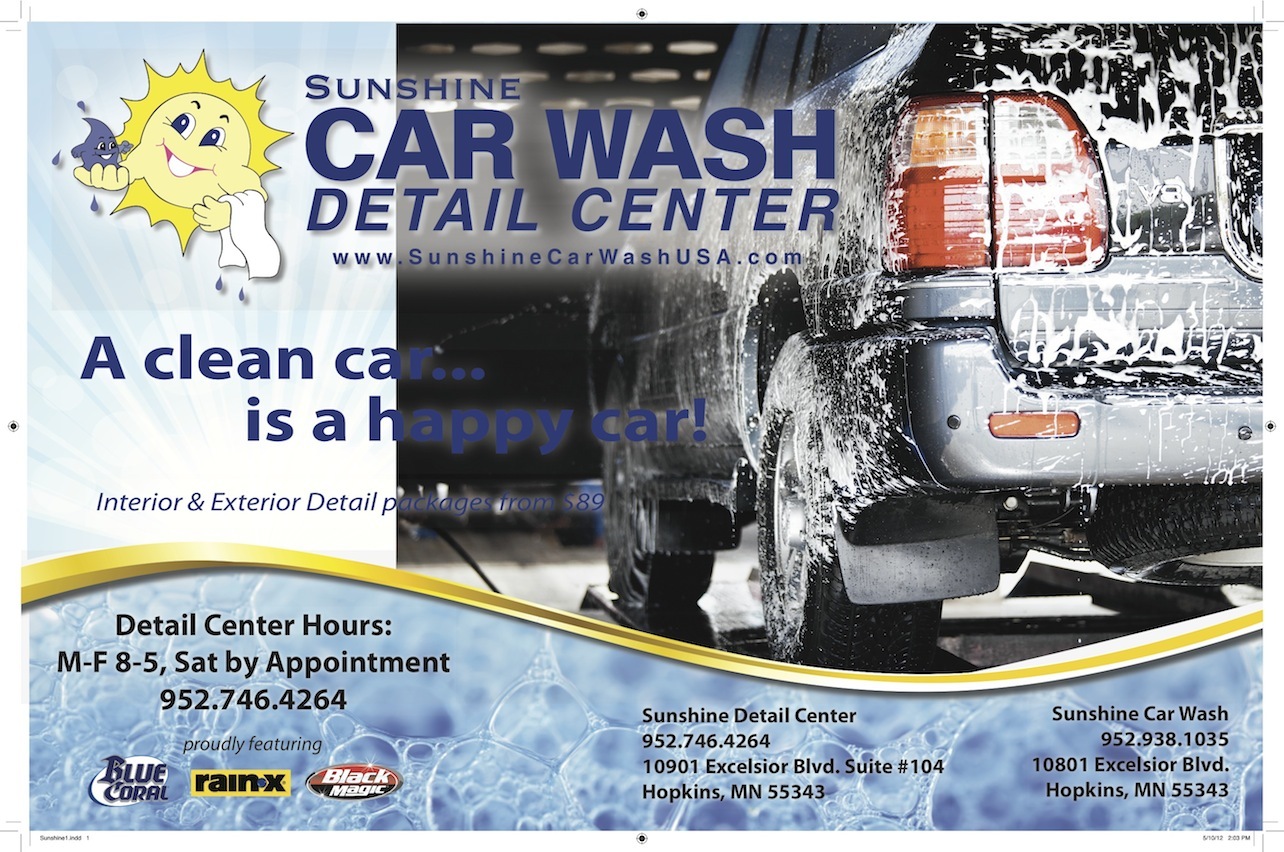 SUNSHINE
CAR WASH
DETAIL CENTER
www.SunshineCarWashUSA.com
A clean car...
is a happy car!
Interior & Exterior Detail packages from $89
Detail Center Hours:
M-F 8-5, Sat by Appointment
952.746.4264
proudly featuring
BLUE
CORAL
rain-x
Black
Magic
Sunshine Detail Center
952.746.4264
10901 Excelsior Blvd. Suite #104
Hopkins, MN 55343
Sunshine Car Wash
952.938.1035
10801 Excelsior Blvd.
Hopkins, MN 55343
V8
Sunshine1.indd 1
5/10/12 2:03 PM